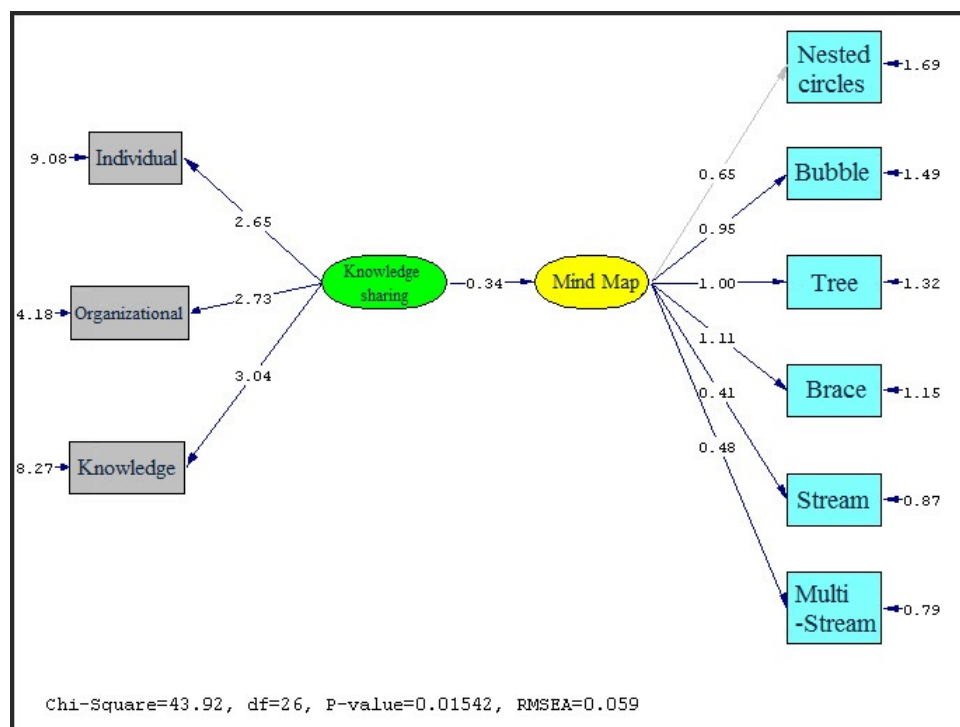 Nested
circles
1.69
Individual
9.08
Bubble
1.49
0.65
2.65
0.95
Knowledge
sharing
0.34
Mind Map
1.00
Tree
1.32
Organizational
4.18
2.73
1.11
3.04
0.41
Brace
1.15
0.48
Knowledge
8.27
Stream
0.87
Multi
-Stream
0.79
Chi-Square=43.92, df=26, P-value=0.01542, RMSEA=0.059